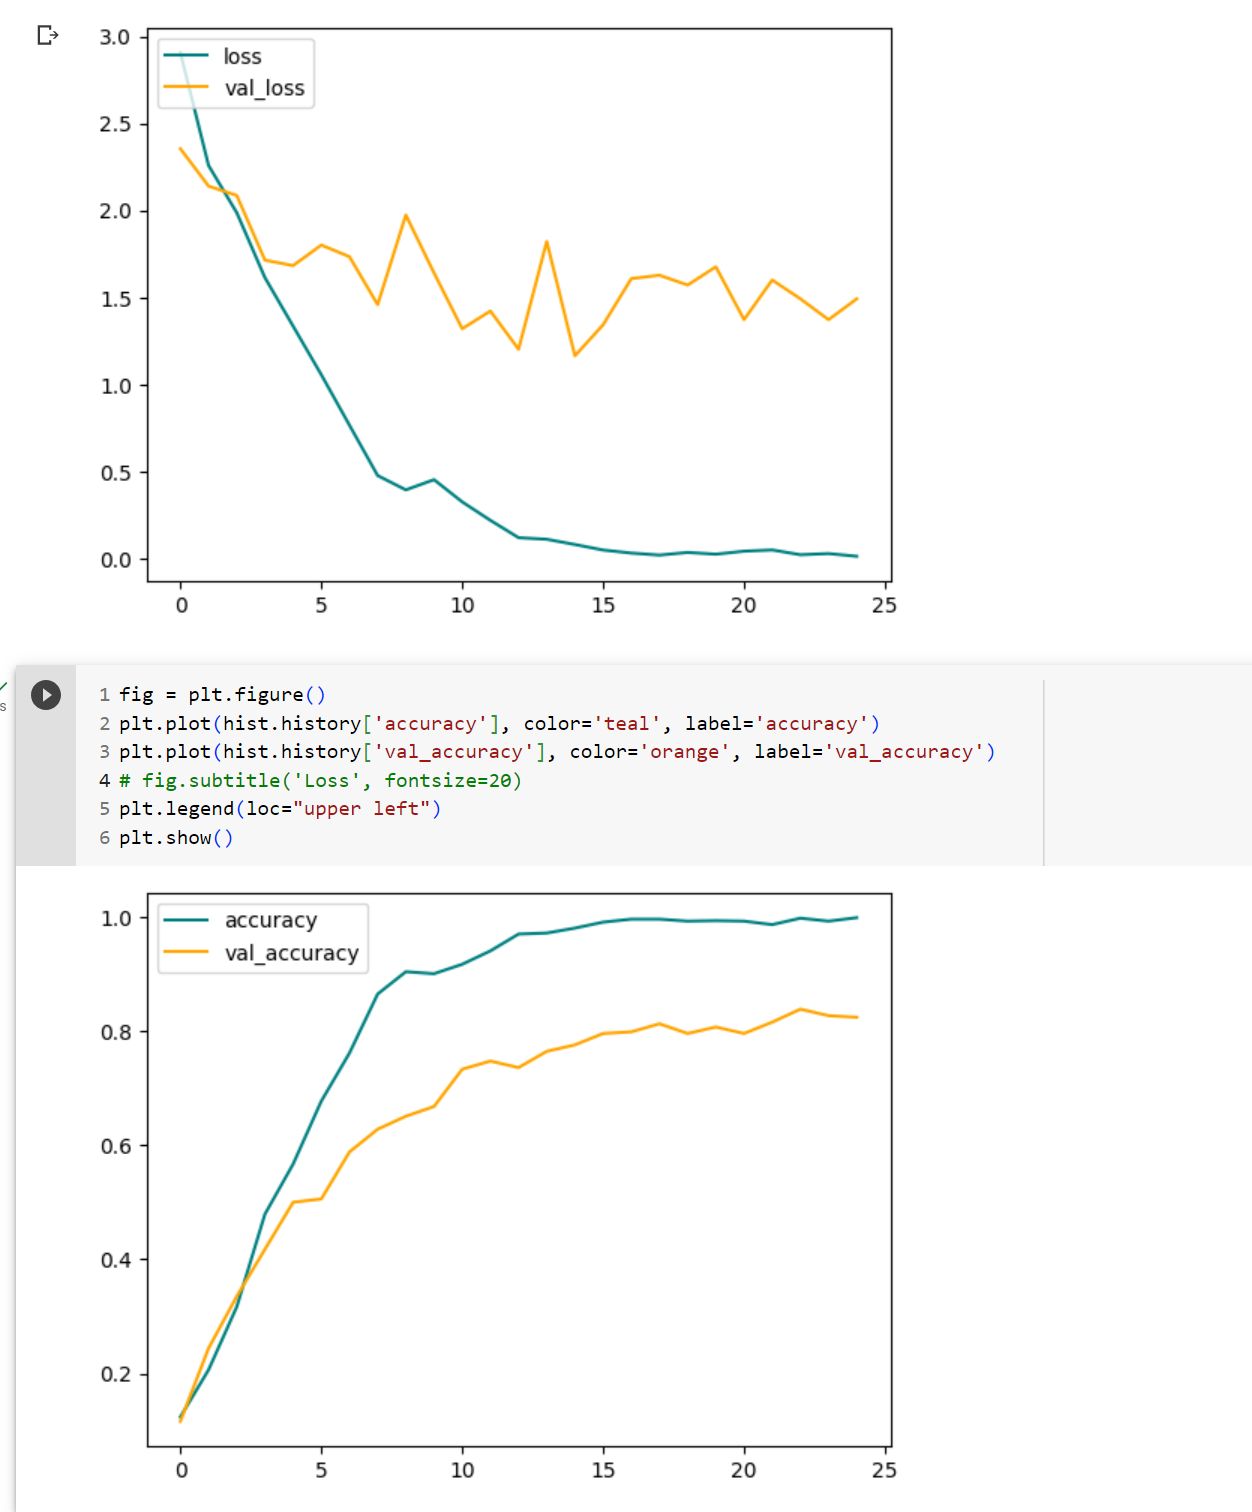 3.0
loss
val_loss
2.5
2.0
1.5
1.0
0.5
0.0
0 5 10 15 20 25
s
1 fig = plt.figure()
2 plt.plot(hist.history['accuracy'], color='teal', label='accuracy')
3 plt.plot(hist.history['val_accuracy'], color='orange', label='val_accuracy')
4 # fig.subtitle('Loss', fontsize=20)
5 plt.legend(loc="upper left")
6 plt.show()
1.0
accuracy
val_accuracy
0.8
0.6
0.4
0.2
0 5 10 15 20 25